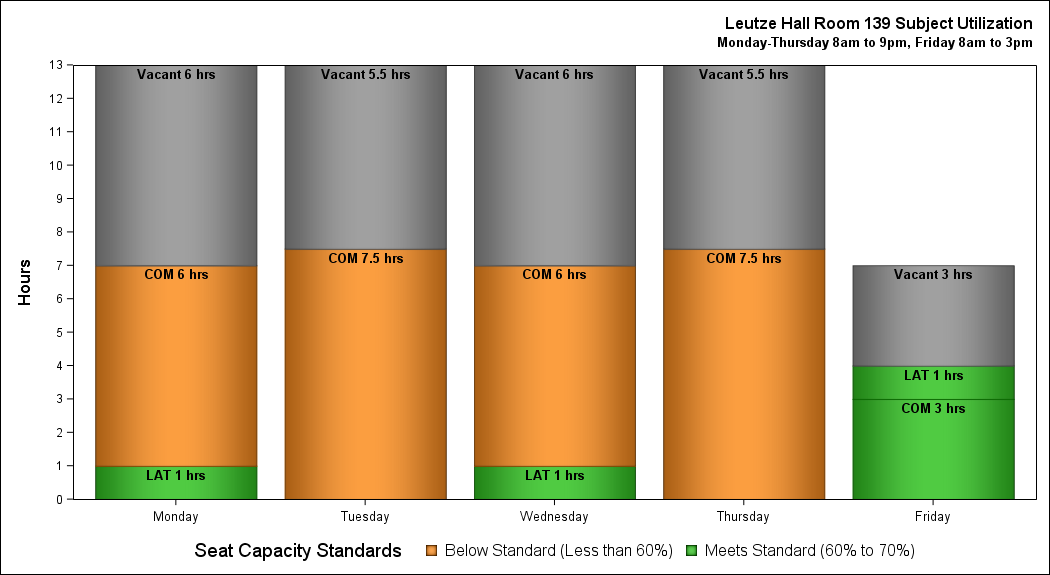 Leutze Hall Room 139 Subject Utilization
Monday-Thursday 8am to 9pm, Friday 8am to 3pm
Hours
13
12
11
10
9
8
7
6
5
4
3
2
1
0
Vacant 6 hrs
COM 6 hrs
LAT 1 hrs
Vacant 5.5 hrs
COM 7.5 hrs
Vacant 6 hrs
COM 6 hrs
LAT 1 hrs
Vacant 5.5 hrs
COM 7.5 hrs
Vacant 3 hrs
LAT 1 hrs
COM 3 hrs
Monday Tuesday Wednesday Thursday Friday
Seat Capacity Standards Below Standard (Less than 60%) Meets Standard (60% to 70%)